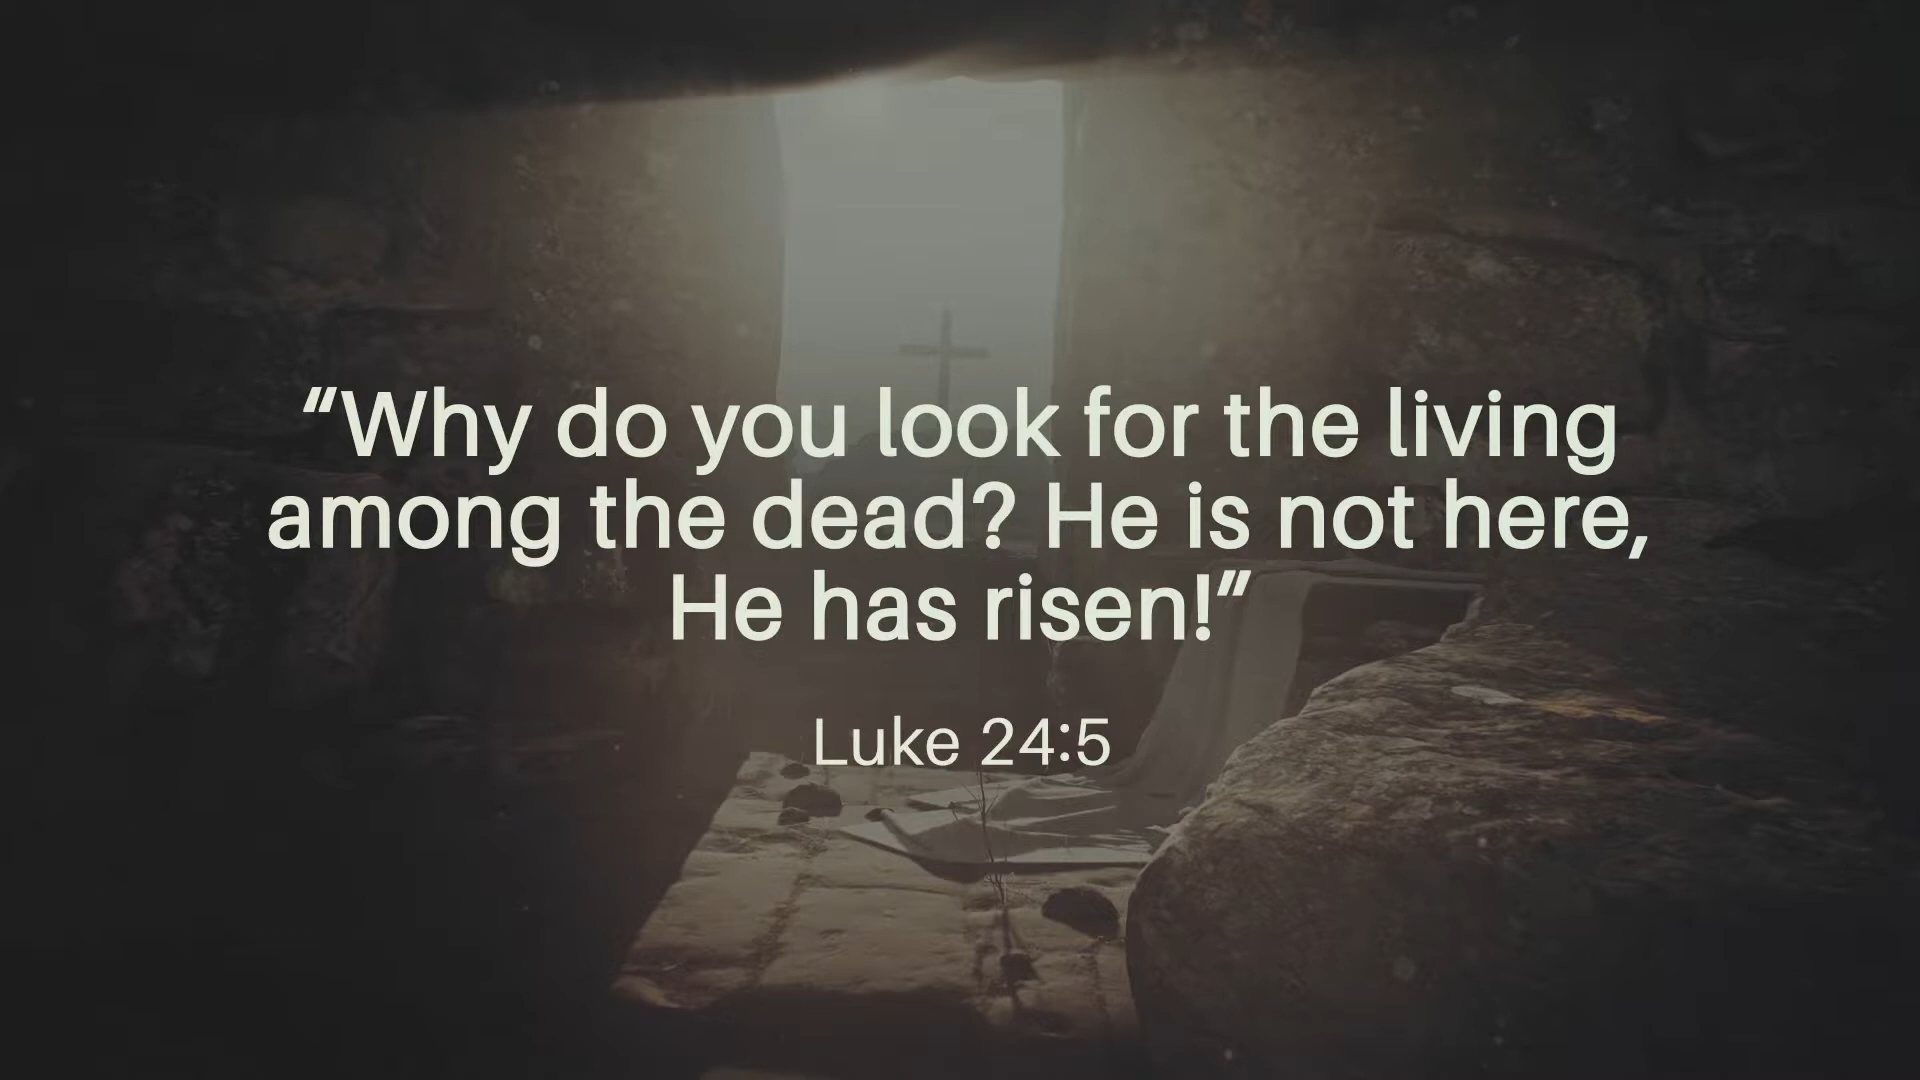 “Why do you look for the living
among the dead? He is not here,
He has risen!”
Luke 24:5